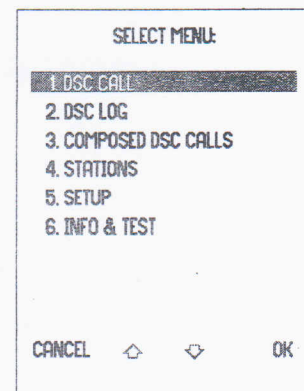 SELECT MENU:
1. DSC CALL
2. DSC LOG
3. COMPOSED DSC CALLS
4. STATIONS
5. SETUP
6. INFO & TEST
CANCEL OK